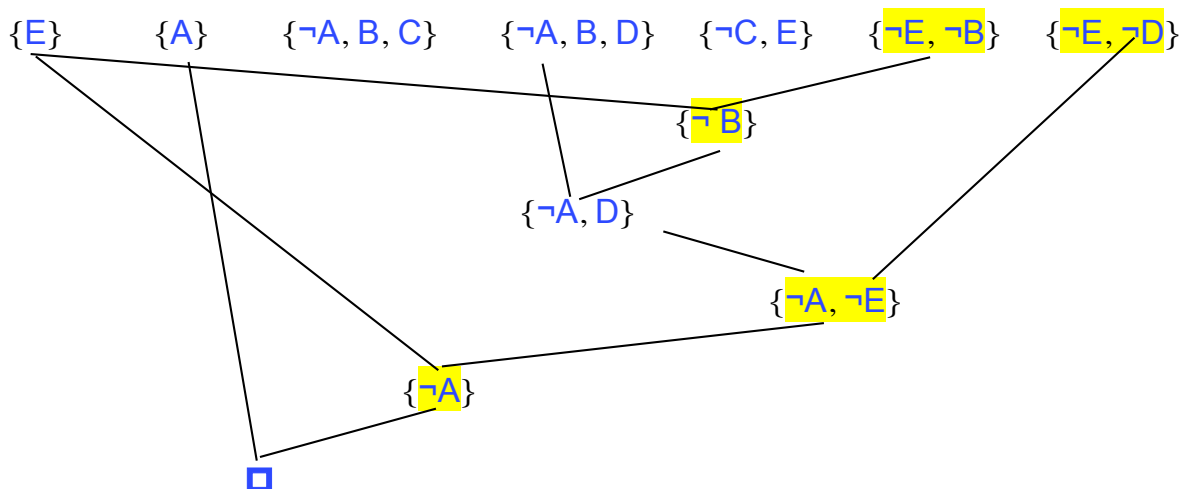 {E} {A} {¬A, B, C} {¬A, B, D} {¬C, E} {¬E, ¬B} {¬E, ¬D}
{¬ B}
{¬A, D}
{¬A, ¬E}
{¬A}
□